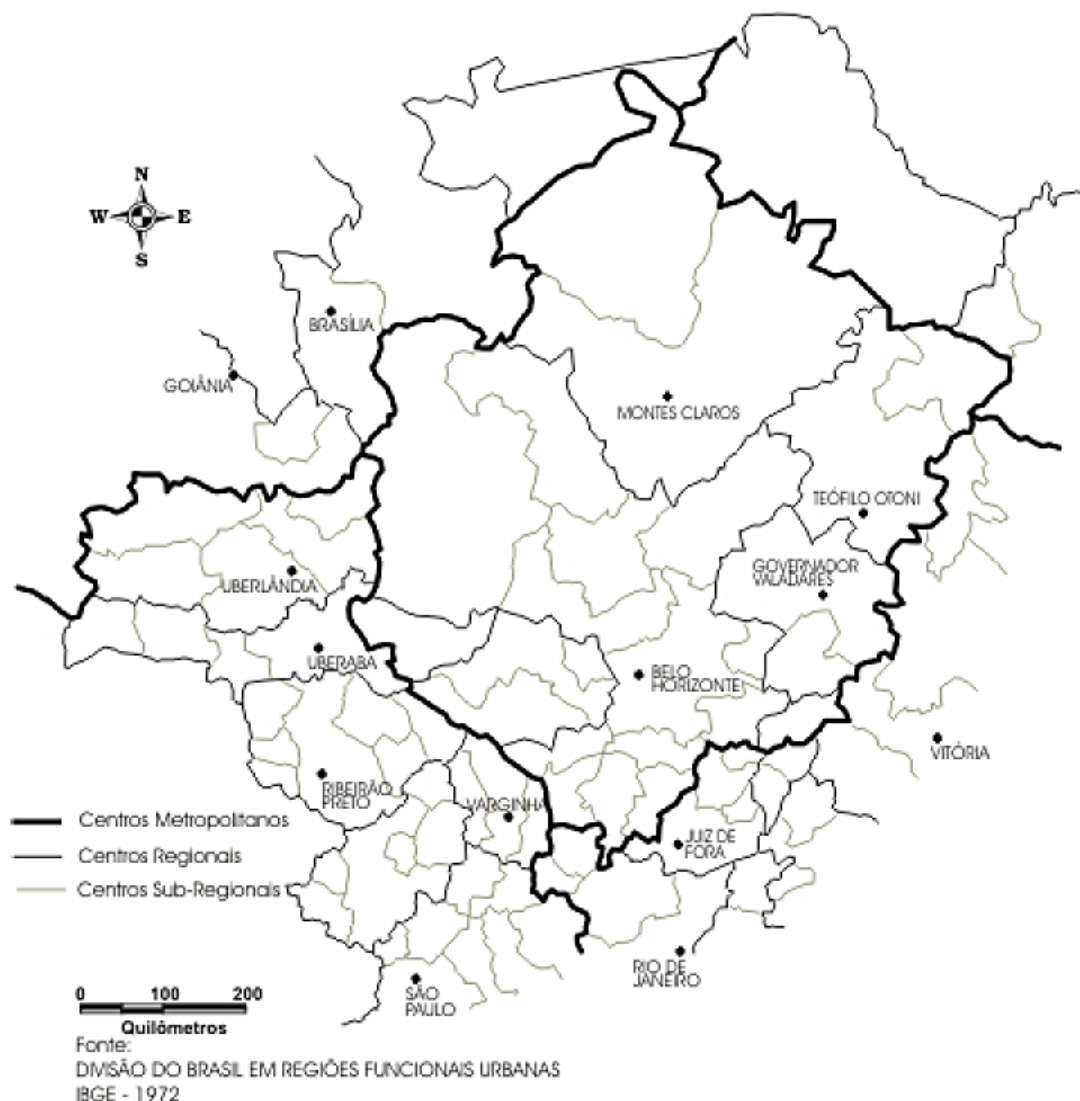 N
W E
S
BRASÍLIA
GOIÂNIA
MONTES CLAROS
TEÓFILO OTONI
GOVERNADOR
VALADARES
UBERLÂNDIA
UBERABA
BELO
HORIZONTE
VITÓRIA
RIBEIRÃO
PRETO
VARGINHA
JUIZ DE
FORA
Centros Metropolitanos
Centros Regionais
Centros Sub-Regionais
RIO DE
JANEIRO
SÃO
PAULO
0 100 200
Quilômetros
Fonte:
DIVISÃO DO BRASIL EM REGIÕES FUNCIONAIS URBANAS
IBGE - 1972